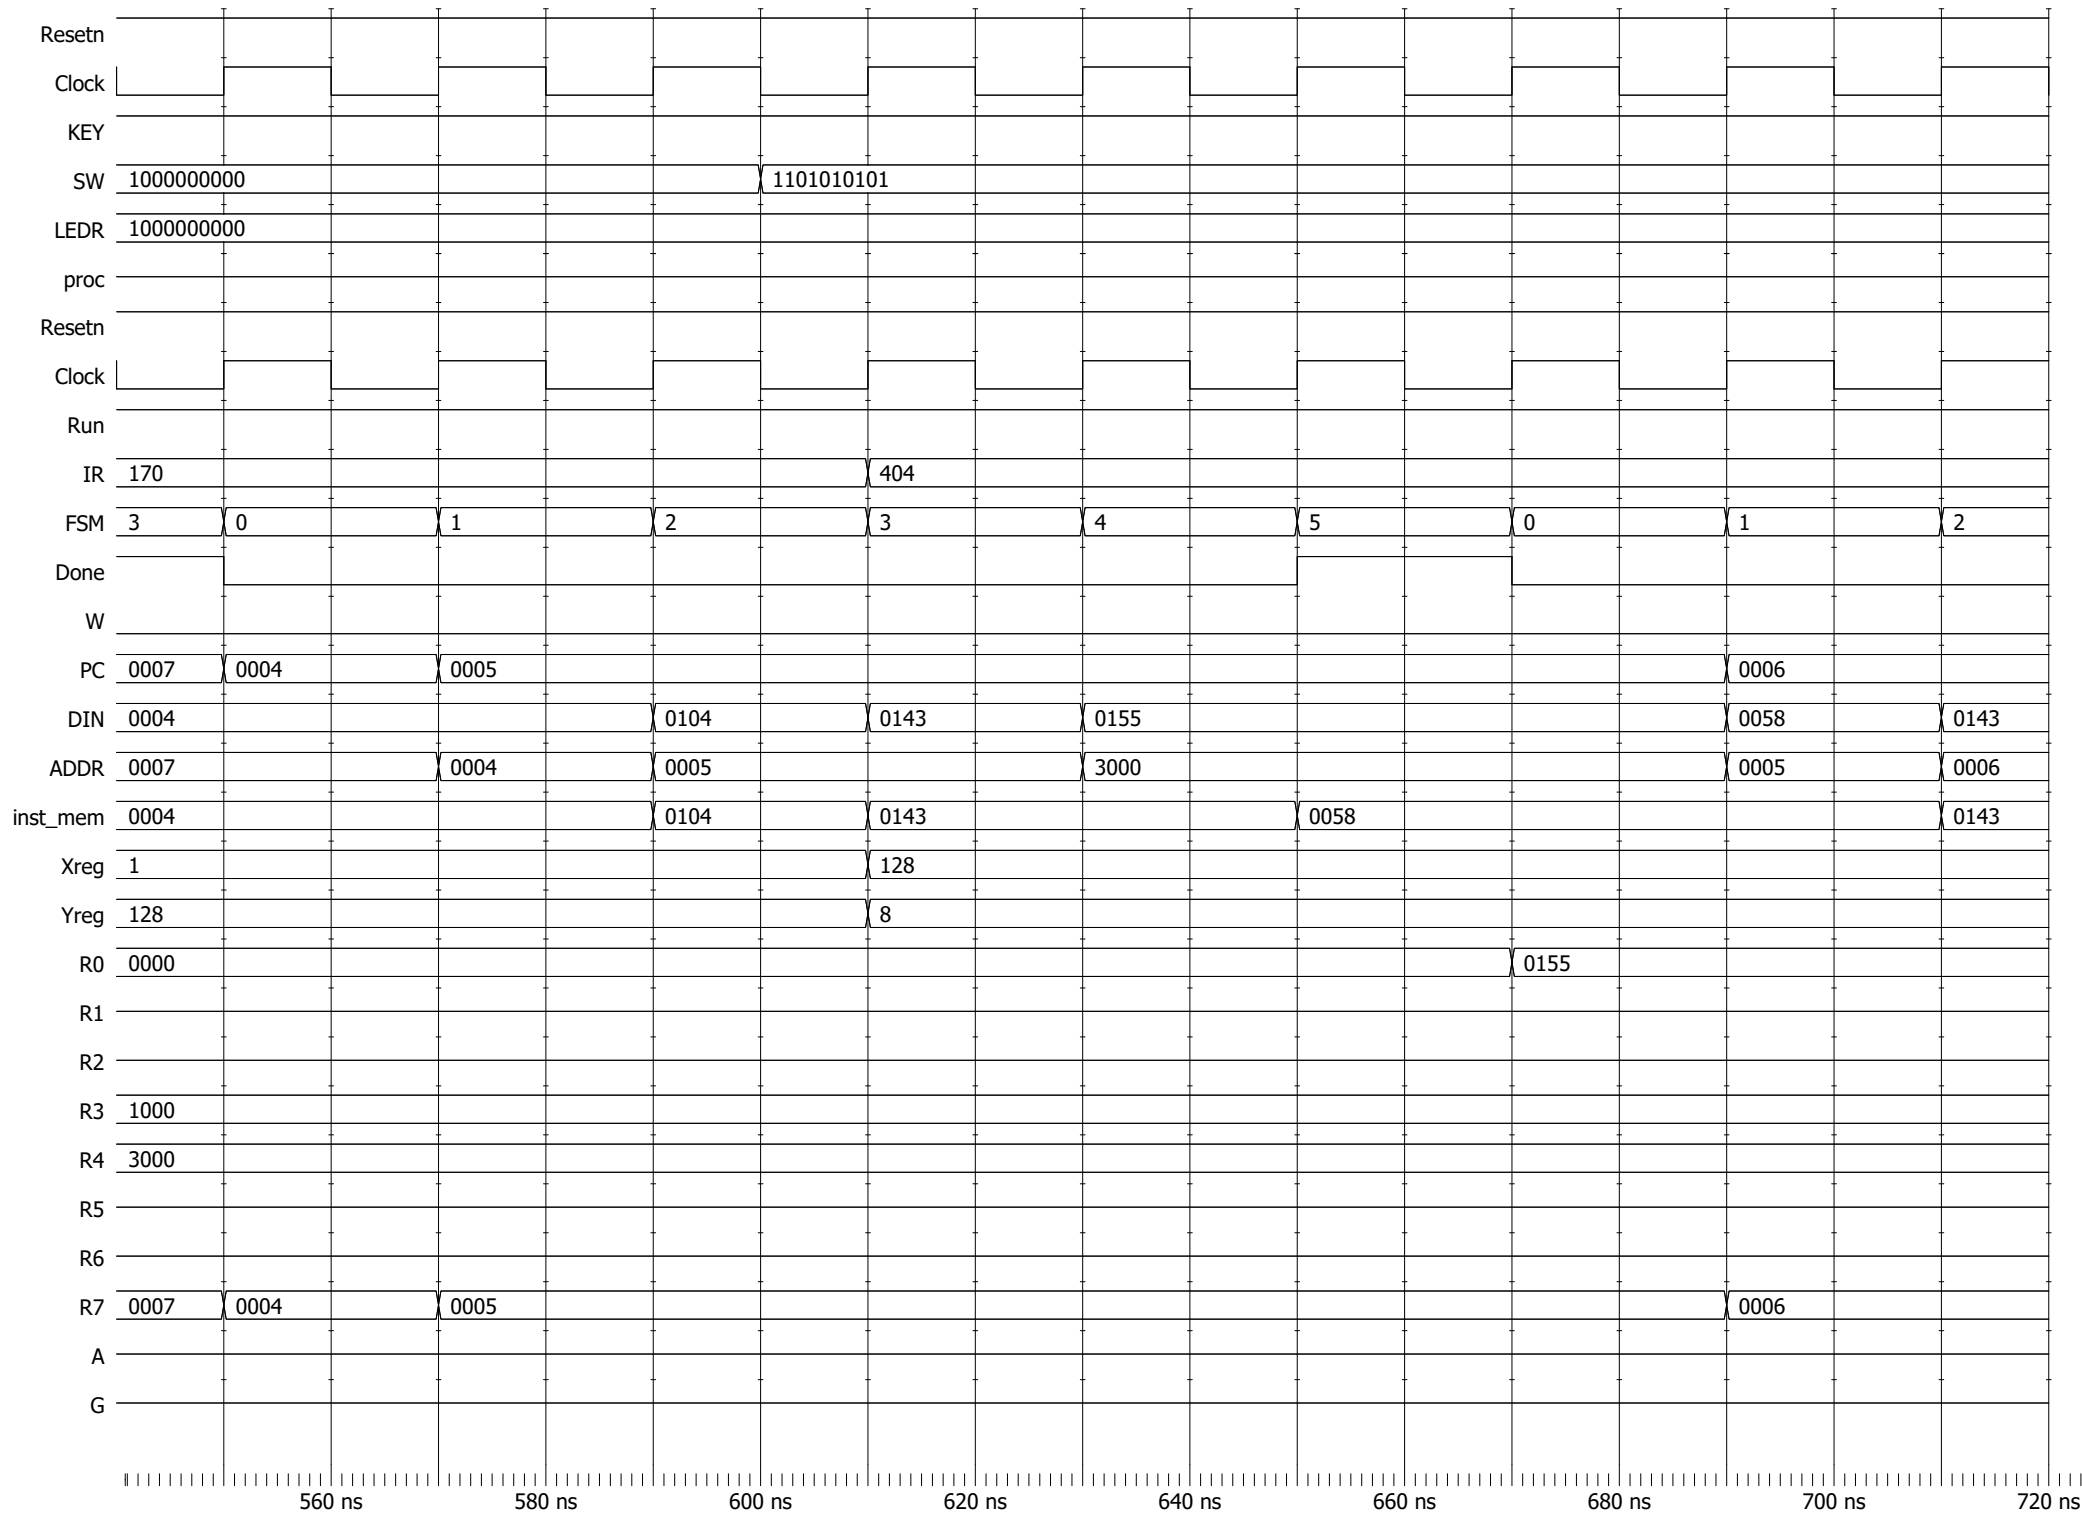 Resetn
Clock
KEY
SW 1000000000 1101010101
LEDR 1000000000
proc
Resetn
Clock
Run
IR 170 404
FSM 3 0 1 2 3 4 5 0 1 2
Done
W
PC 0007 0004 0005 0006
DIN 0004 0104 0143 0155 0058 0143
ADDR 0007 0004 0005 3000 0005 0006
inst_mem 0004 0104 0143 0058 0143
Xreg 1 128
Yreg 128 8
R0 0000 0155
R1
R2
R3 1000
R4 3000
R5
R6
R7 0007 0004 0005 0006
A
G
560 ns 580 ns 600 ns 620 ns 640 ns 660 ns 680 ns 700 ns 720 ns